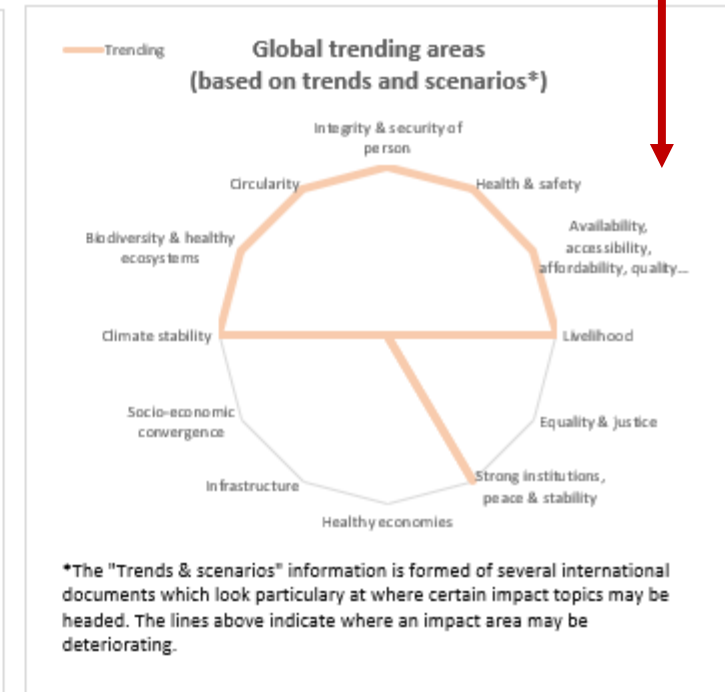 Trending
Global trending areas
(based on trends and scenarios*)
Integrity & security of
person
Circularity
Health & safety
Biodiversity & healthy
ecosystems
Availability,
accessibility,
affordability, quality...
Climate stability
Livelihood
Socio-economic
convergence
Equality & justice
Infrastructure
Strong institutions,
peace & stability
Healthy economies
*The "Trends & scenarios" information is formed of several international
documents which look particulary at where certain impact topics may be
headed. The lines above indicate where an impact area may be
deteriorating.